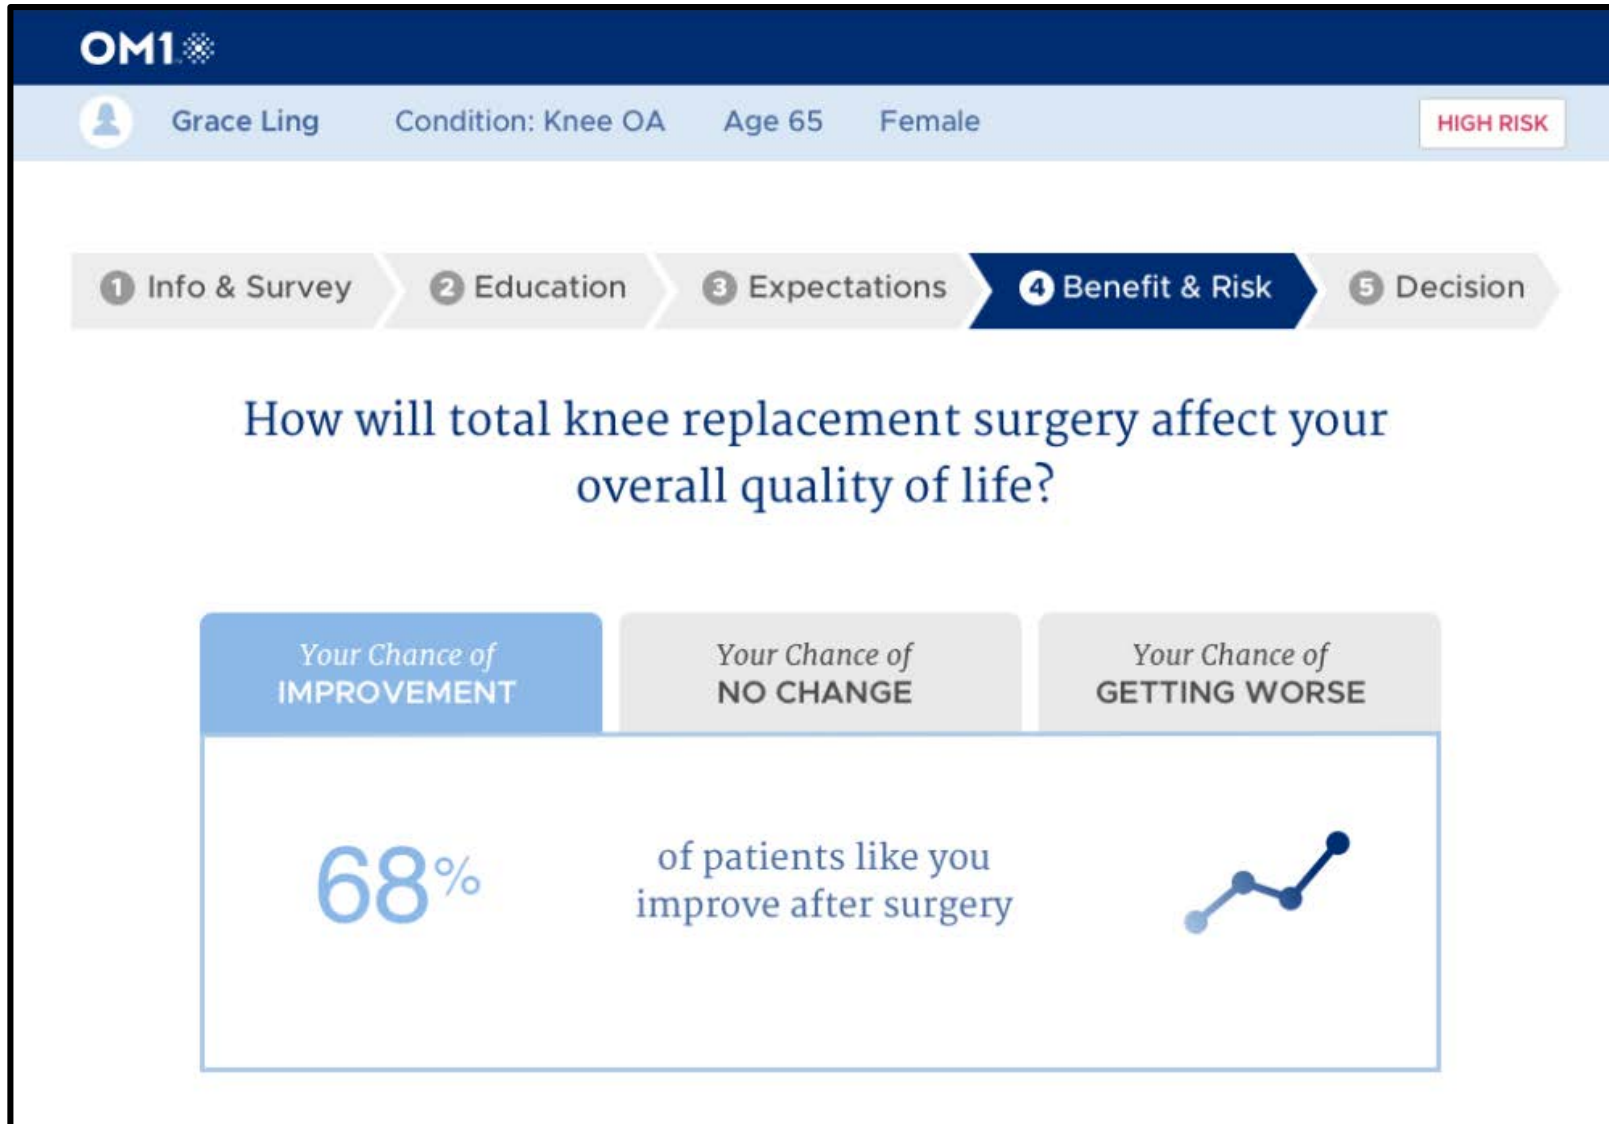 OM1
Grace Ling Condition: Knee OA Age 65 Female HIGH RISK
1 Info & Survey 2 Education 3 Expectations 4 Benefit & Risk 5 Decision
How will total knee replacement surgery affect your
overall quality of life?
Your Chance of
IMPROVEMENT
Your Chance of
NO CHANGE
Your Chance of
GETTING WORSE
68%
of patients like you
improve after surgery